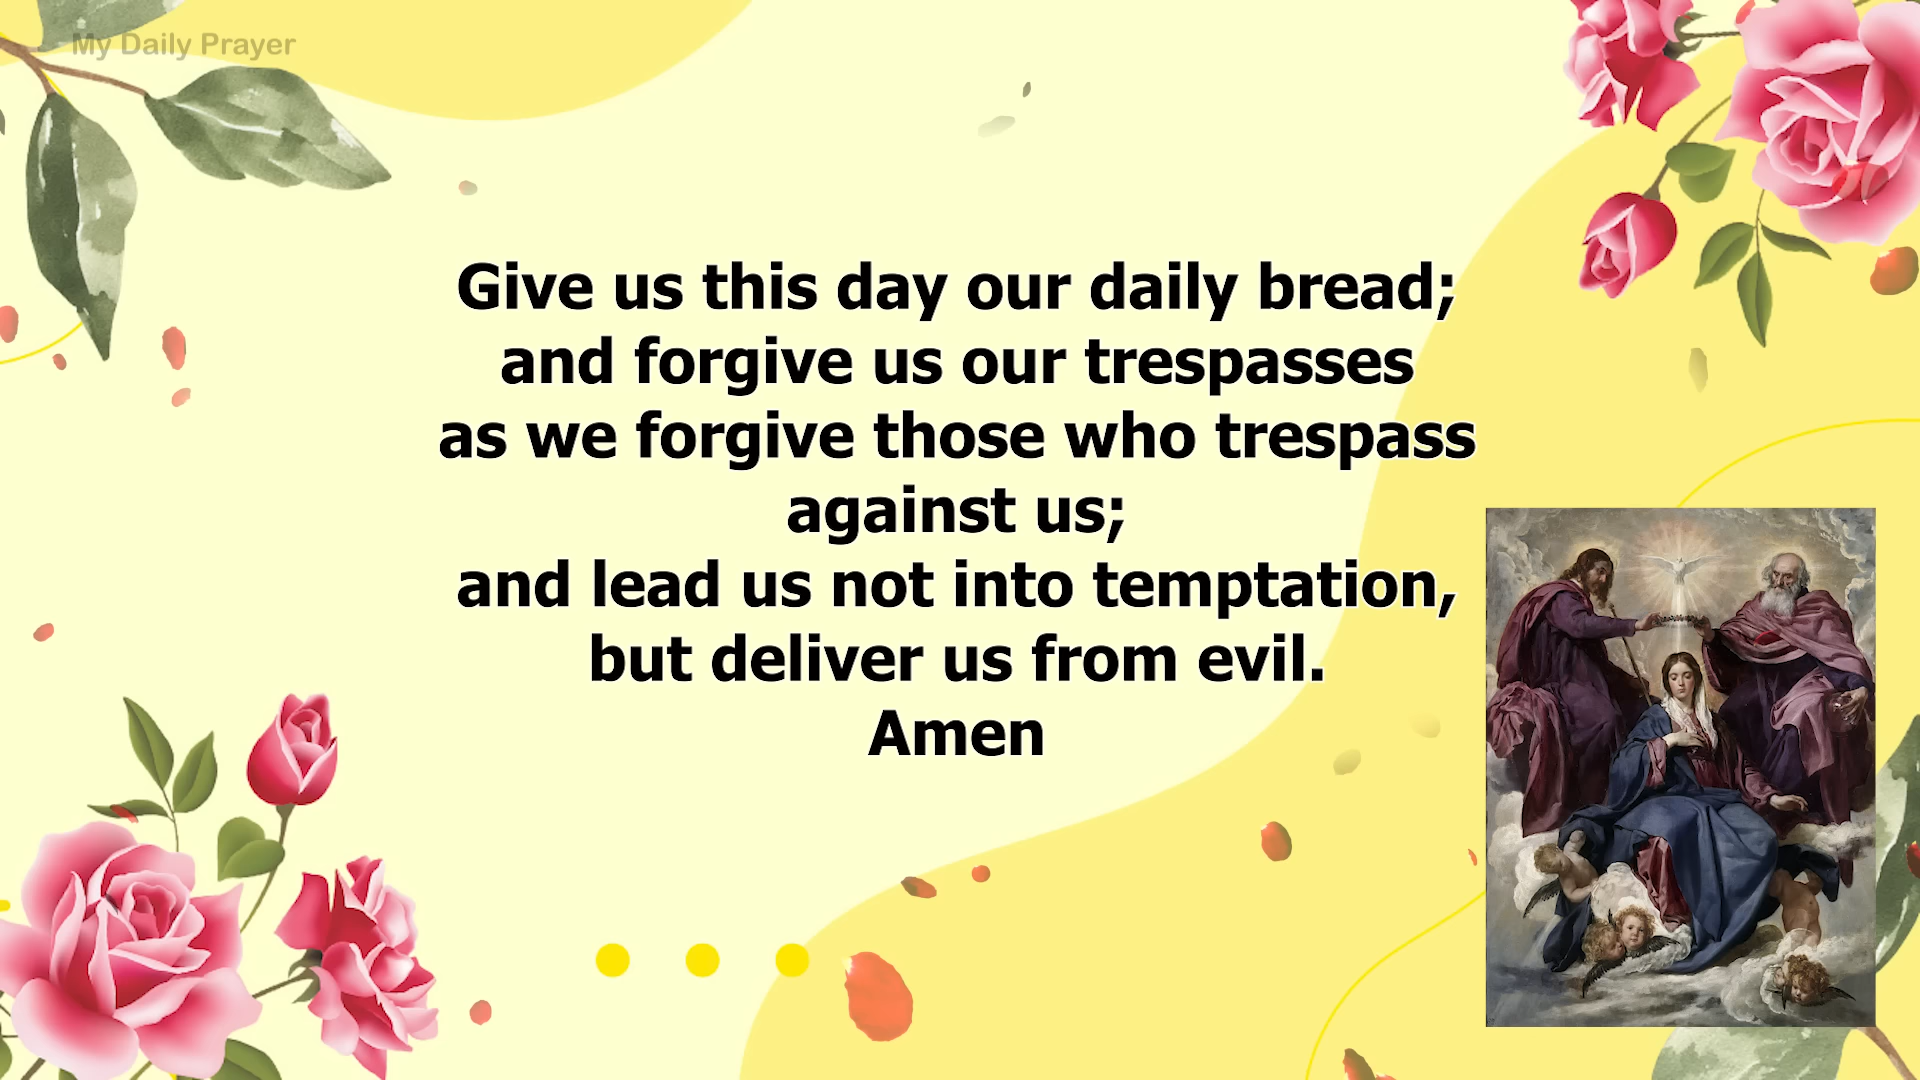 My Daily Prayer
Give us this day our daily bread;
and forgive us our trespasses
as we forgive those who trespass
against us;
and lead us not into temptation,
but deliver us from evil.
Amen